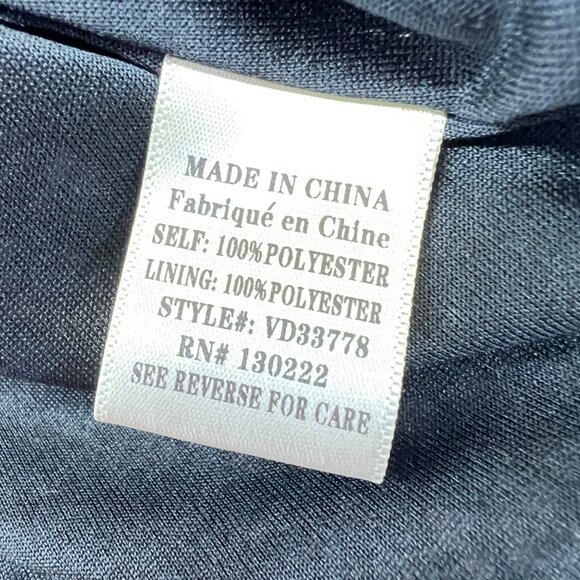 MADE IN CHINA
Fabriqué en Chine
SELF: 100%POLYESTER
LINING: 100%POLYESTER
STYLE#: VD33778
RN# 130222
SEE REVERSE FOR CARE